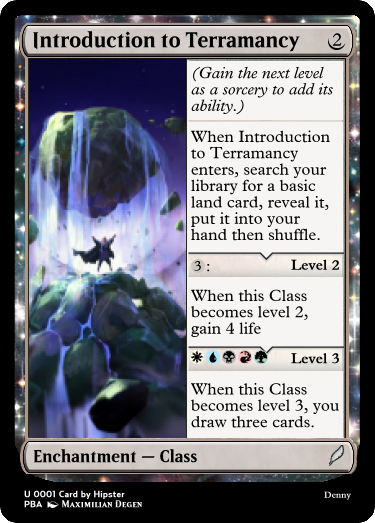 Introduction to Terramancy 2
(Gain the next level
as a sorcery to add its
ability.)
When Introduction
to Terramancy
enters, search your
library for a basic
land card, reveal it,
put it into your
hand then shuffle.
3 : Level 2
When this Class
becomes level 2,
gain 4 life
Level 3
When this Class
becomes level 3, you
draw three cards.
Enchantment — Class
U 0001 Card by Hipster
PBA Maximilian Degen
Denny